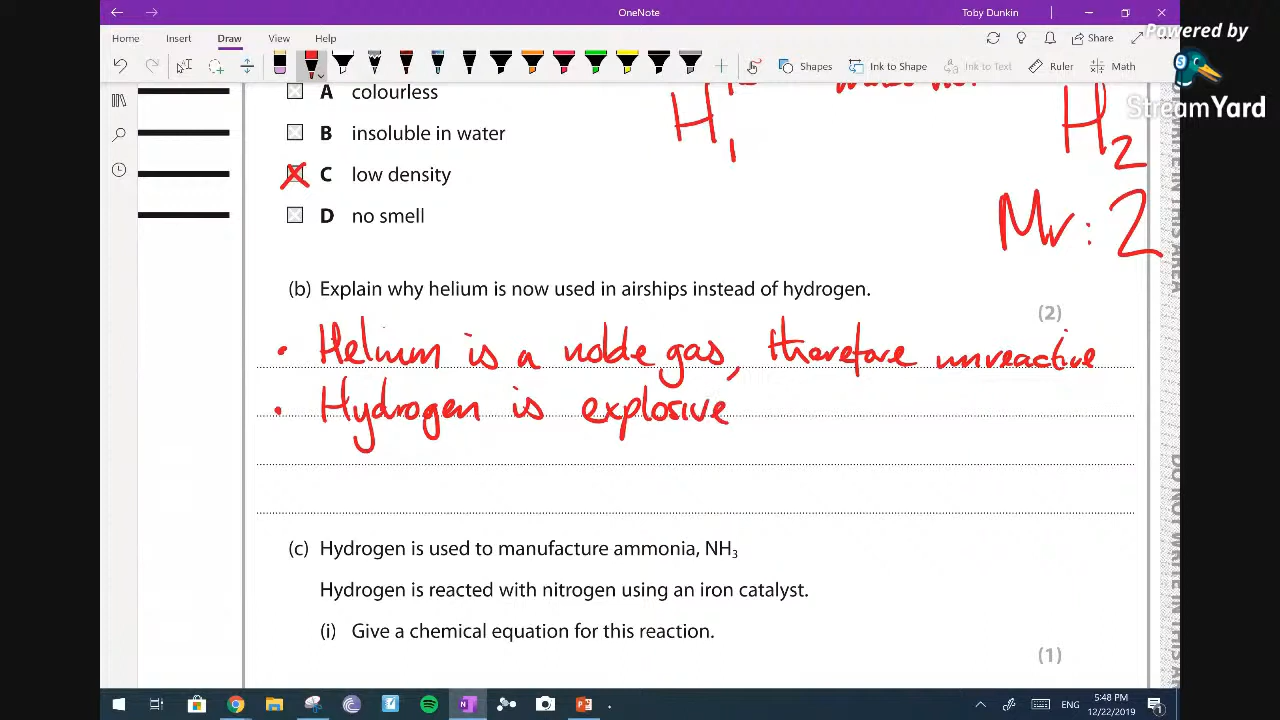 OneNote
Toby Dunkin
Powered by
StreamYard
Home Insert Draw View Help
Share
Shapes Ink to Shape Ink to Text Ruler Math
A colourless
B insoluble in water
C low density
D no smell
H 1
H2
Mr: 2
(b) Explain why helium is now used in airships instead of hydrogen.
(2)
• Helium is a noble gas, therefore unreactive
• Hydrogen is explosive
(c) Hydrogen is used to manufacture ammonia, NH3
Hydrogen is reacted with nitrogen using an iron catalyst.
(i) Give a chemical equation for this reaction.
(1)
ENG
5:48 PM
12/22/2019